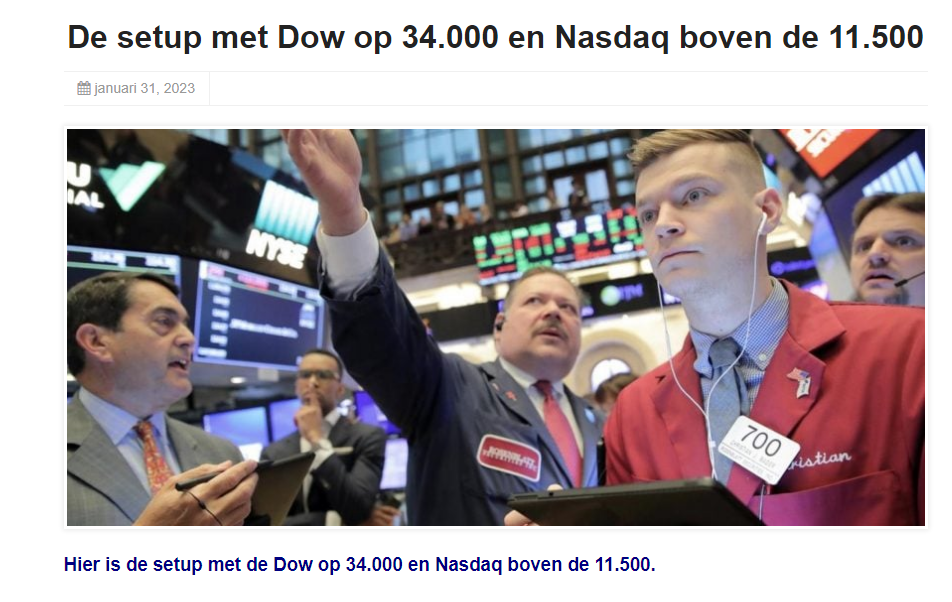 De setup met Dow op 34.000 en Nasdaq boven de 11.500
januari 31, 2023
NYSE
700
Christian
Hier is de setup met de Dow op 34.000 en Nasdaq boven de 11.500.